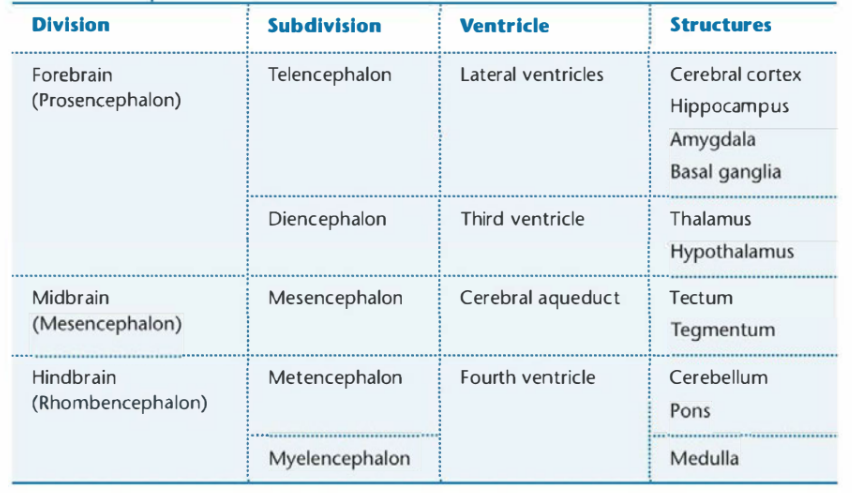 Division Subdivision Ventricle Structures
Forebrain Telencephalon Lateral ventricles Cerebral cortex
(Prosencephalon) Hippocampus
Amygdala
Basal ganglia
Diencephalon Third ventricle Thalamus
Hypothalamus
Midbrain Mesencephalon Cerebral aqueduct Tectum
(Mesencephalon) Tegmentum
Hindbrain Metencephalon Fourth ventricle Cerebellum
(Rhombencephalon) Pons
Myelencephalon Medulla